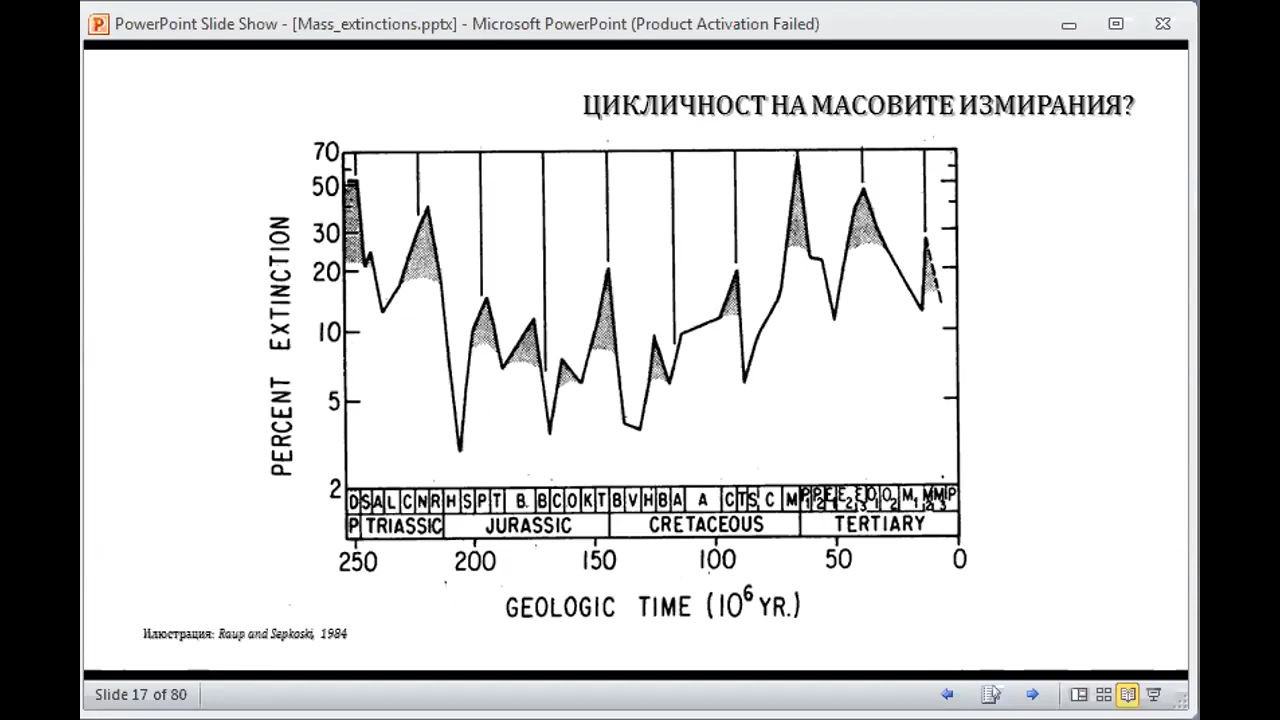 PowerPoint Slide Show - [Mass_extinctions.pptx] - Microsoft PowerPoint (Product Activation Failed)
ЦИКЛИЧНОСТ НА МАСОВИТЕ ИЗМИРАНИЯ?
70
50
30
20
10
5
2
PERCENT EXTINCTION
D S A L C N R H S P T B B C O K T B V H B A A C T S C M
P TRIASSIC JURASSIC CRETACEOUS TERTIARY
250 200 150 100 50 0
GEOLOGIC TIME (10⁶ YR.)
Илюстрация: Raup and Sepkoski, 1984
Slide 17 of 80